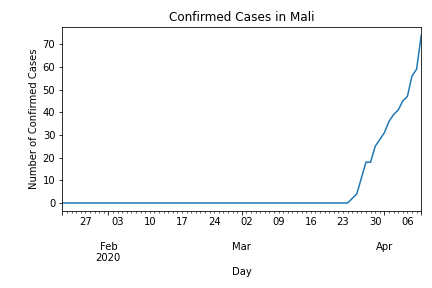 Confirmed Cases in Mali
Number of Confirmed Cases
70
60
50
40
30
20
10
0
27 03 10 17 24 02 09 16 23 30 06
Feb Mar Apr
2020
Day